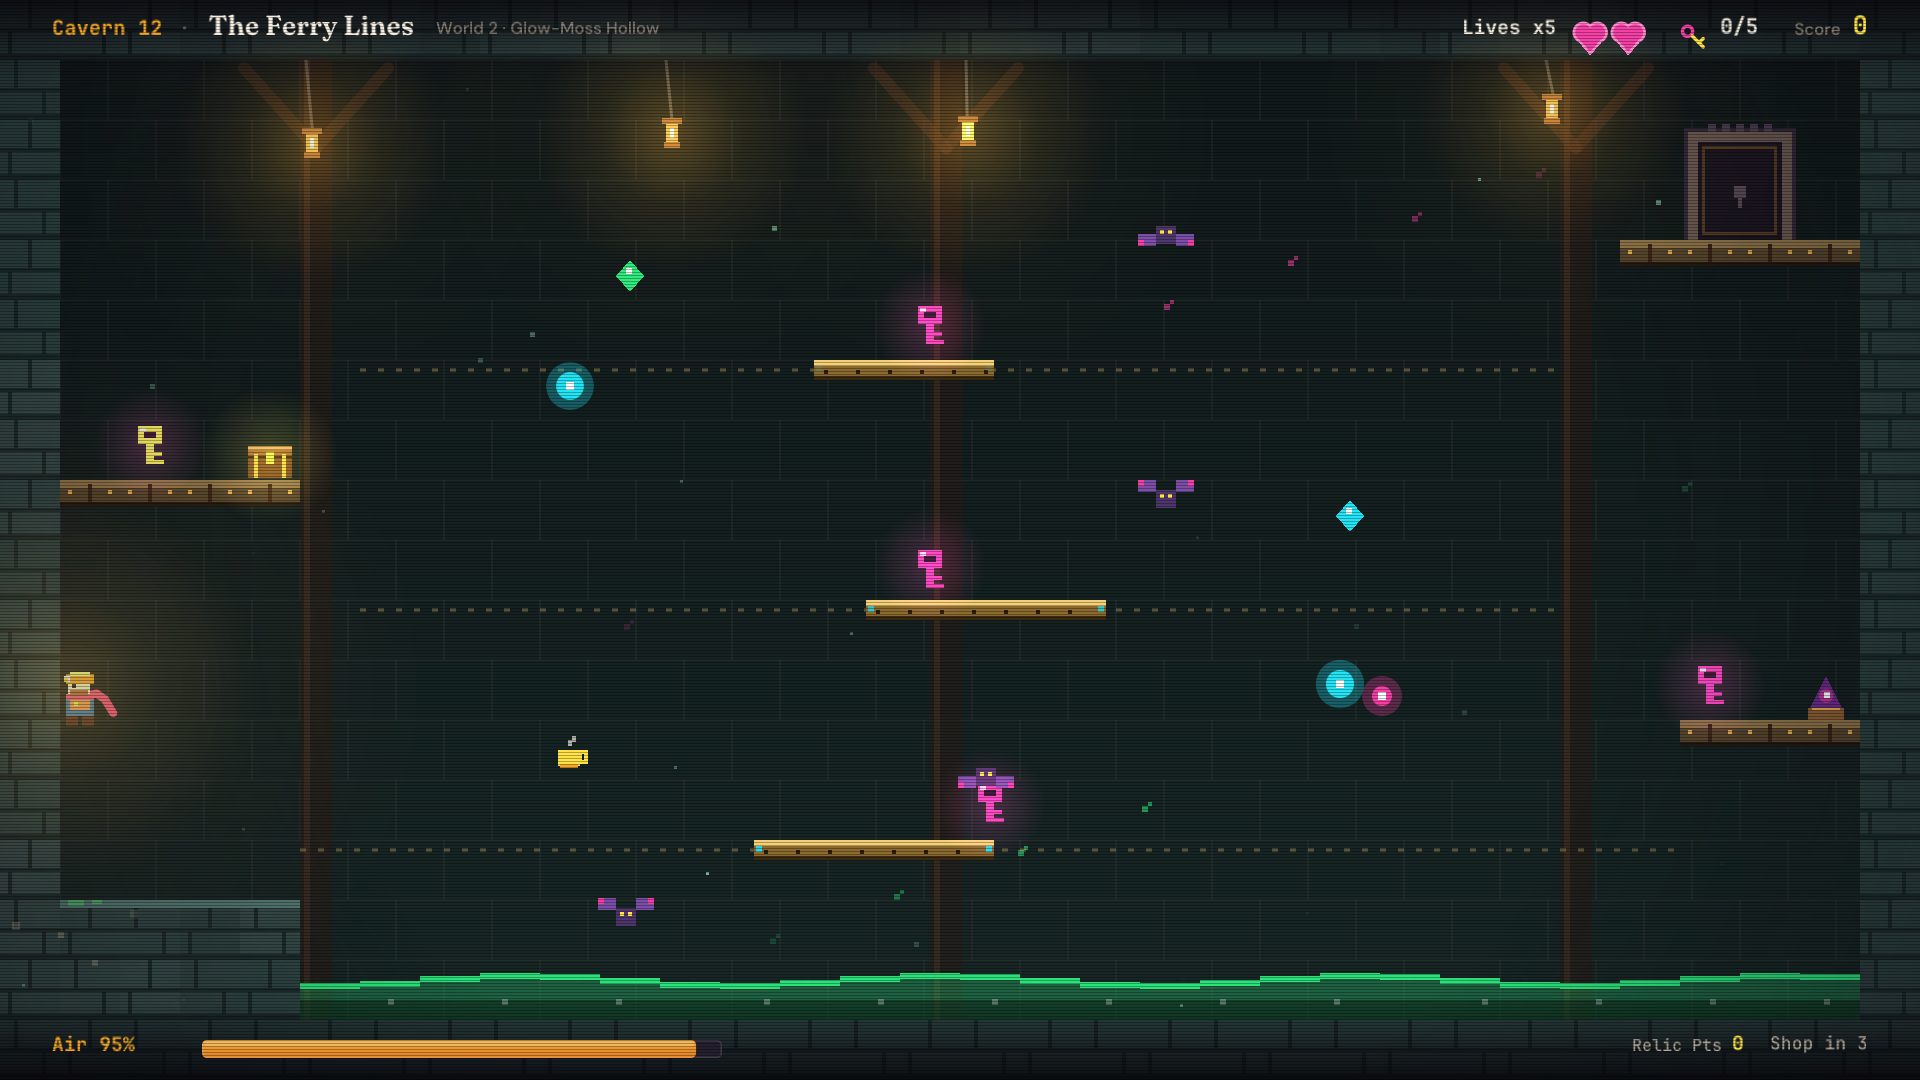 Cavern 12 · The Ferry Lines World 2 · Glow-Moss Hollow Lives x5 0/5 Score 0
Air 95% Relic Pts 0 Shop in 3